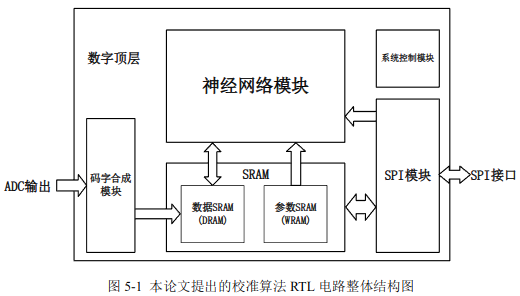 数字顶层
神经网络模块
系统控制模块
码字合成
模块
ADC输出
SRAM
数据SRAM
(DRAM)
参数SRAM
(WRAM)
SPI模块
SPI接口
图 5-1 本论文提出的校准算法 RTL 电路整体结构图